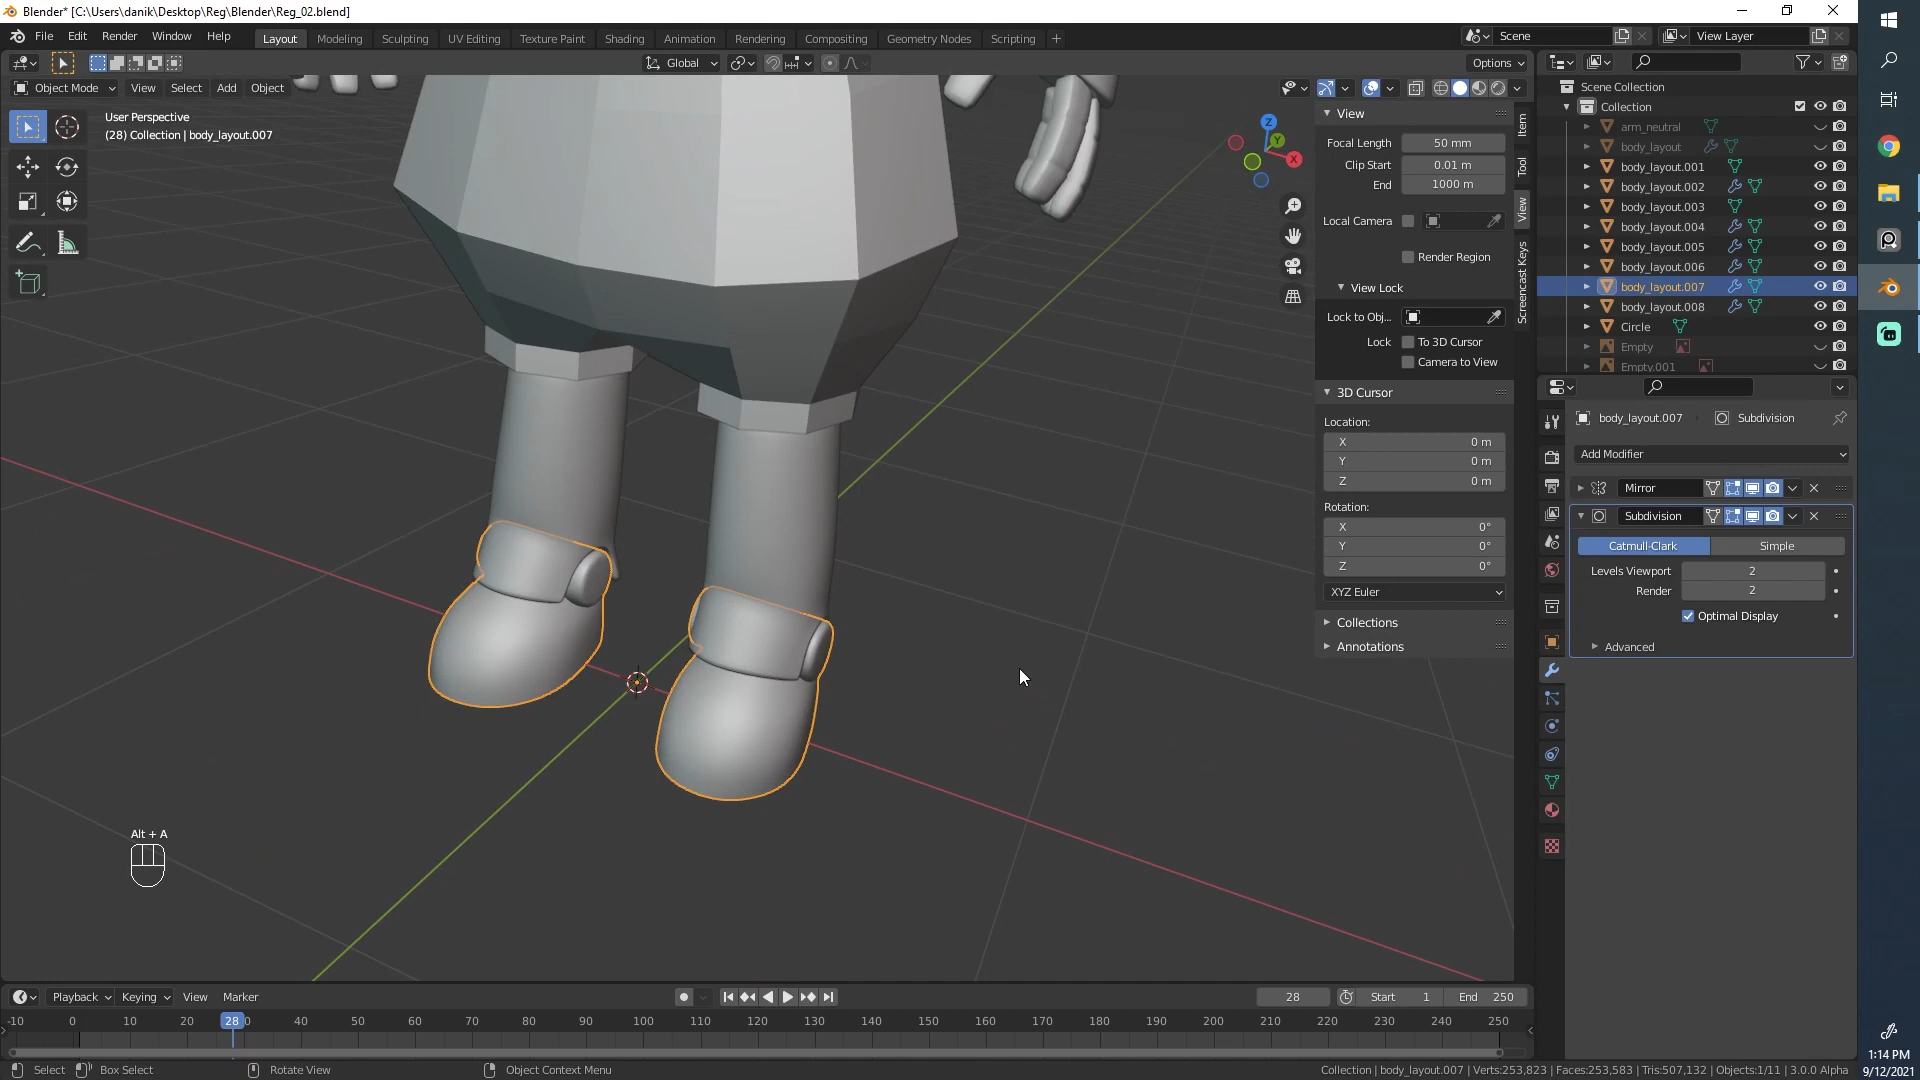 Blender* [C:\Users\danik\Desktop\Reg\Blender\Reg_02.blend]
File Edit Render Window Help Layout Modeling Sculpting UV Editing Texture Paint Shading Animation Rendering Compositing Geometry Nodes Scripting + Scene View Layer
Global Options
Object Mode View Select Add Object
User Perspective
(28) Collection | body_layout.007
Z
Y
X
View
Focal Length 50 mm
Clip Start 0.01 m
End 1000 m
Local Camera
Render Region
View Lock
Lock to Obj...
Lock To 3D Cursor
Camera to View
3D Cursor
Location:
X 0 m
Y 0 m
Z 0 m
Rotation:
X 0°
Y 0°
Z 0°
XYZ Euler
Collections
Annotations
Item
Tool
View
Screencast Keys
Scene Collection
Collection
arm_neutral
body_layout
body_layout.001
body_layout.002
body_layout.003
body_layout.004
body_layout.005
body_layout.006
body_layout.007
body_layout.008
Circle
Empty
Empty.001
body_layout.007 Subdivision
Add Modifier
Mirror
Subdivision
Catmull-Clark Simple
Levels Viewport 2
Render 2
Optimal Display
Advanced
Alt + A
Playback Keying View Marker 28 Start 1 End 250
-10 0 10 20 28 0 40 50 60 70 80 90 100 110 120 130 140 150 160 170 180 190 200 210 220 230 240 250
Select Box Select Rotate View Object Context Menu Collection | body_layout.007 | Verts:253,823 | Faces:253,583 | Tris:507,132 | Objects:1/11 | 3.0.0 Alpha
1:14 PM
9/12/2021